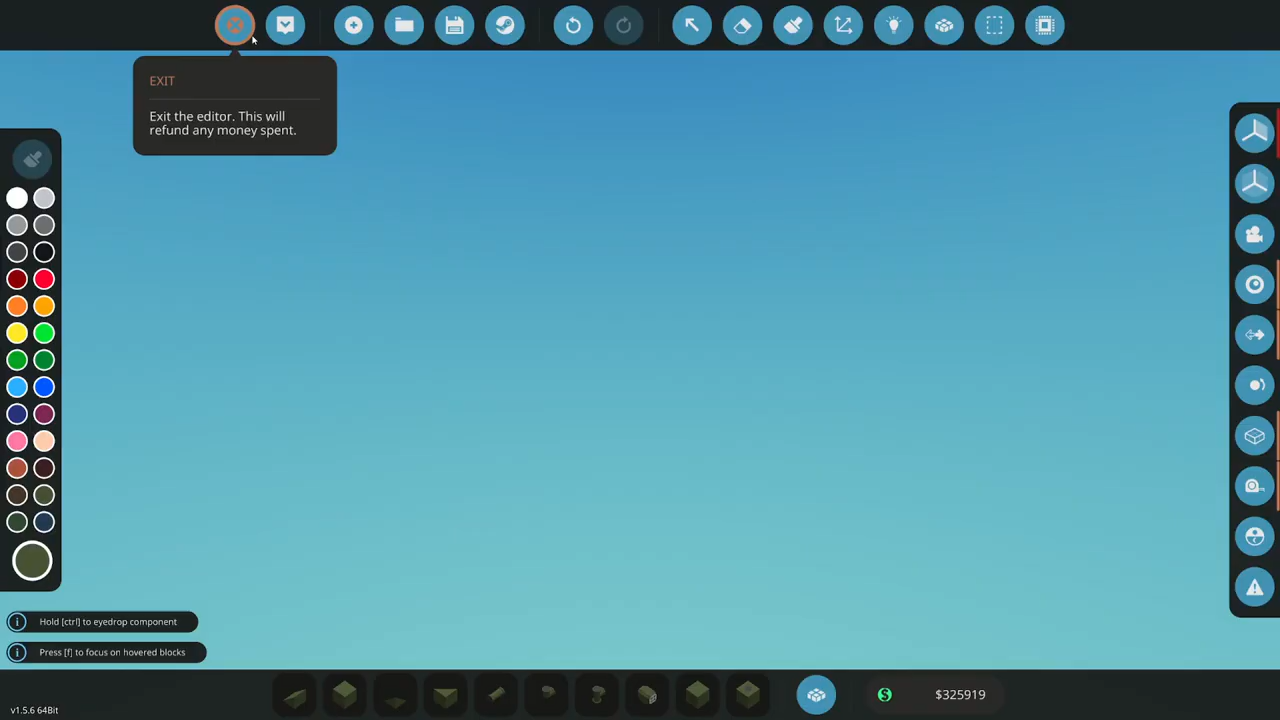 EXIT
Exit the editor. This will
refund any money spent.
Hold [ctrl] to eyedrop component
Press [f] to focus on hovered blocks
v1.5.6 64Bit
$325919